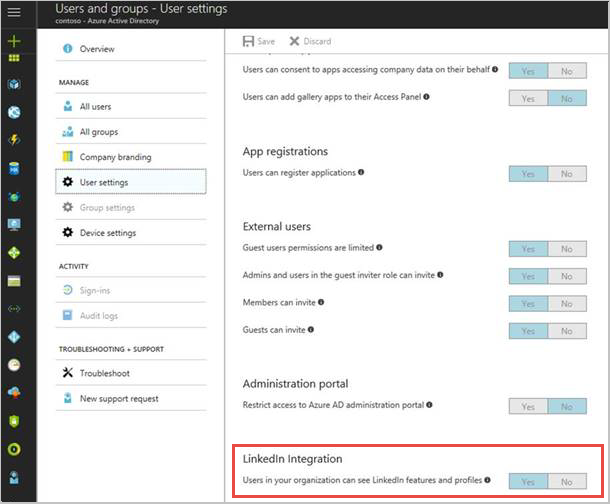 Users and groups - User settings
contoso - Azure Active Directory
Overview
MANAGE
All users
All groups
Company branding
User settings
Group settings
Device settings
ACTIVITY
Sign-ins
Audit logs
TROUBLESHOOTING + SUPPORT
Troubleshoot
New support request
Save Discard
Users can consent to apps accessing company data on their behalf Yes No
Users can add gallery apps to their Access Panel Yes No
App registrations
Users can register applications Yes No
External users
Guest users permissions are limited Yes No
Admins and users in the guest inviter role can invite Yes No
Members can invite Yes No
Guests can invite Yes No
Administration portal
Restrict access to Azure AD administration portal Yes No
LinkedIn Integration
Users in your organization can see LinkedIn features and profiles Yes No